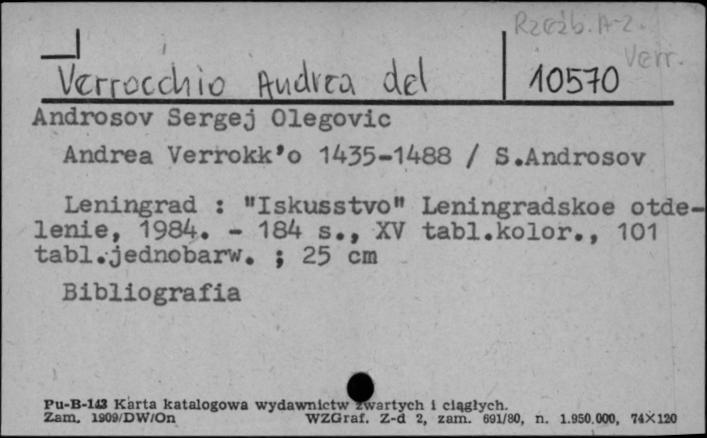 Rzeźb. A-Z.
Verr.
Verrocchio Andrea del
10570
Androsov Sergej Olegovic
Andrea Verrokk'o 1435-1488 / S.Androsov
Leningrad : "Iskusstvo" Leningradskoe otde-
lenie, 1984. - 184 s., XV tabl.kolor., 101
tabl.jednobarw. ; 25 cm
Bibliografia
Pu-B-143 Karta katalogowa wydawnictw zwartych i ciągłych.
Zam. 1909/DW/On WZGraf. Z-d 2, zam. 691/80, n. 1.950.000, 74×120